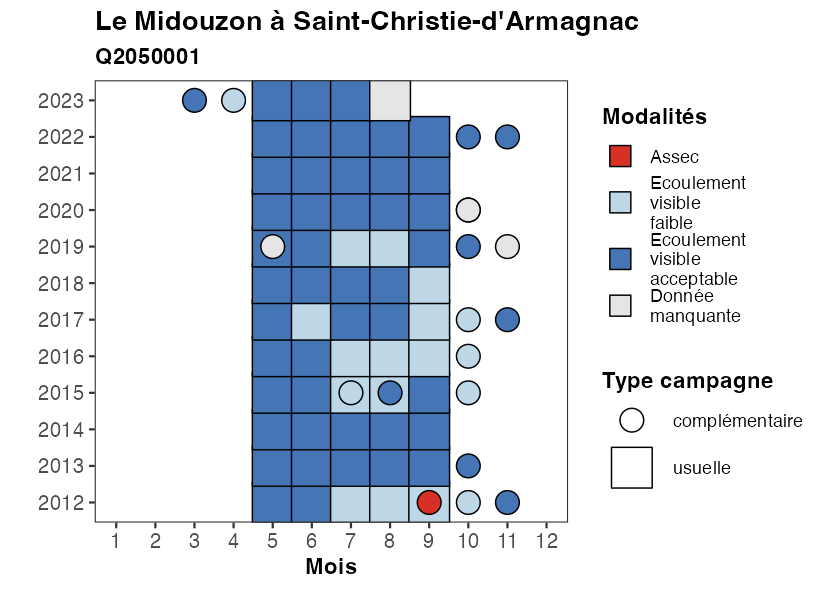 Le Midouzon à Saint-Christie-d'Armagnac
Q2050001
2023
2022
2021
2020
2019
2018
2017
2016
2015
2014
2013
2012
1 2 3 4 5 6 7 8 9 10 11 12
Mois
Modalités
Assec
Ecoulement
visible
faible
Ecoulement
visible
acceptable
Donnée
manquante
Type campagne
complémentaire
usuelle